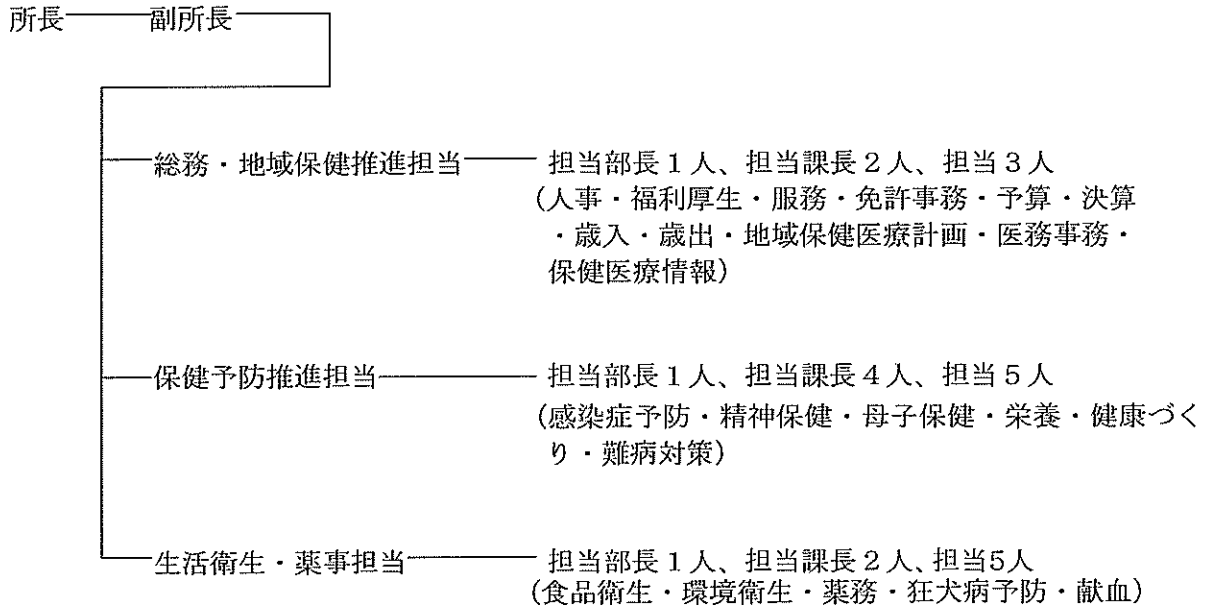 所長 副所長
総務・地域保健推進担当 担当部長1人、担当課長2人、担当3人
(人事・福利厚生・服務・免許事務・予算・決算
・歳入・歳出・地域保健医療計画・医務事務・
保健医療情報)
保健予防推進担当 担当部長1人、担当課長4人、担当5人
(感染症予防・精神保健・母子保健・栄養・健康づく
り・難病対策)
生活衛生・薬事担当 担当部長1人、担当課長2人、担当5人
(食品衛生・環境衛生・薬務・狂犬病予防・献血)